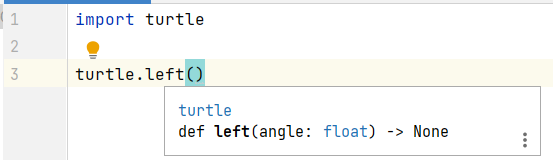 1 import turtle
2
3 turtle.left()
turtle
def left(angle: float) -> None